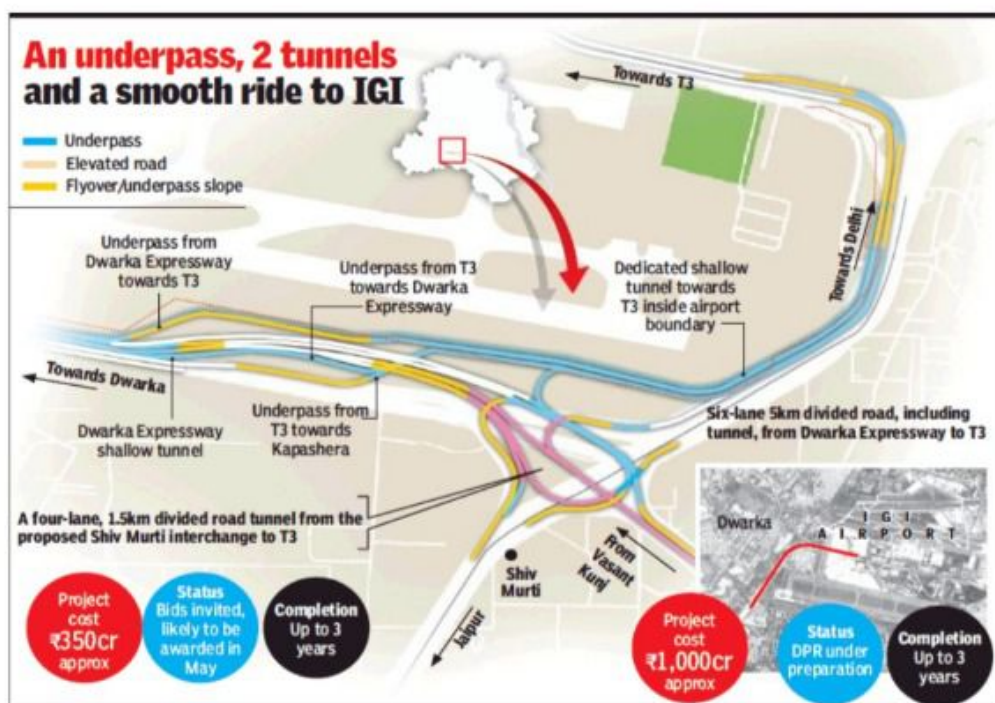 An underpass, 2 tunnels
and a smooth ride to IGI
Underpass
Elevated road
Flyover/underpass slope
Towards T3
Towards Delhi
Underpass from
Dwarka Expressway
towards T3
Underpass from T3
towards Dwarka
Expressway
Dedicated shallow
tunnel towards
T3 inside airport
boundary
Towards Dwarka
Dwarka Expressway
shallow tunnel
Underpass from
T3 towards
Kapashera
Six-lane 5km divided road, including
tunnel, from Dwarka Expressway to T3
A four-lane, 1.5km divided road tunnel from the
proposed Shiv Murti interchange to T3
From
Vasant
Kunj
Shiv
Murti
Jaipur
Dwarka
IGI
AIRPORT
Project
cost
₹350cr
approx
Status
Bids invited,
likely to be
awarded in
May
Completion
Up to 3
years
Project
cost
₹1,000cr
approx
Status
DPR under
preparation
Completion
Up to 3
years